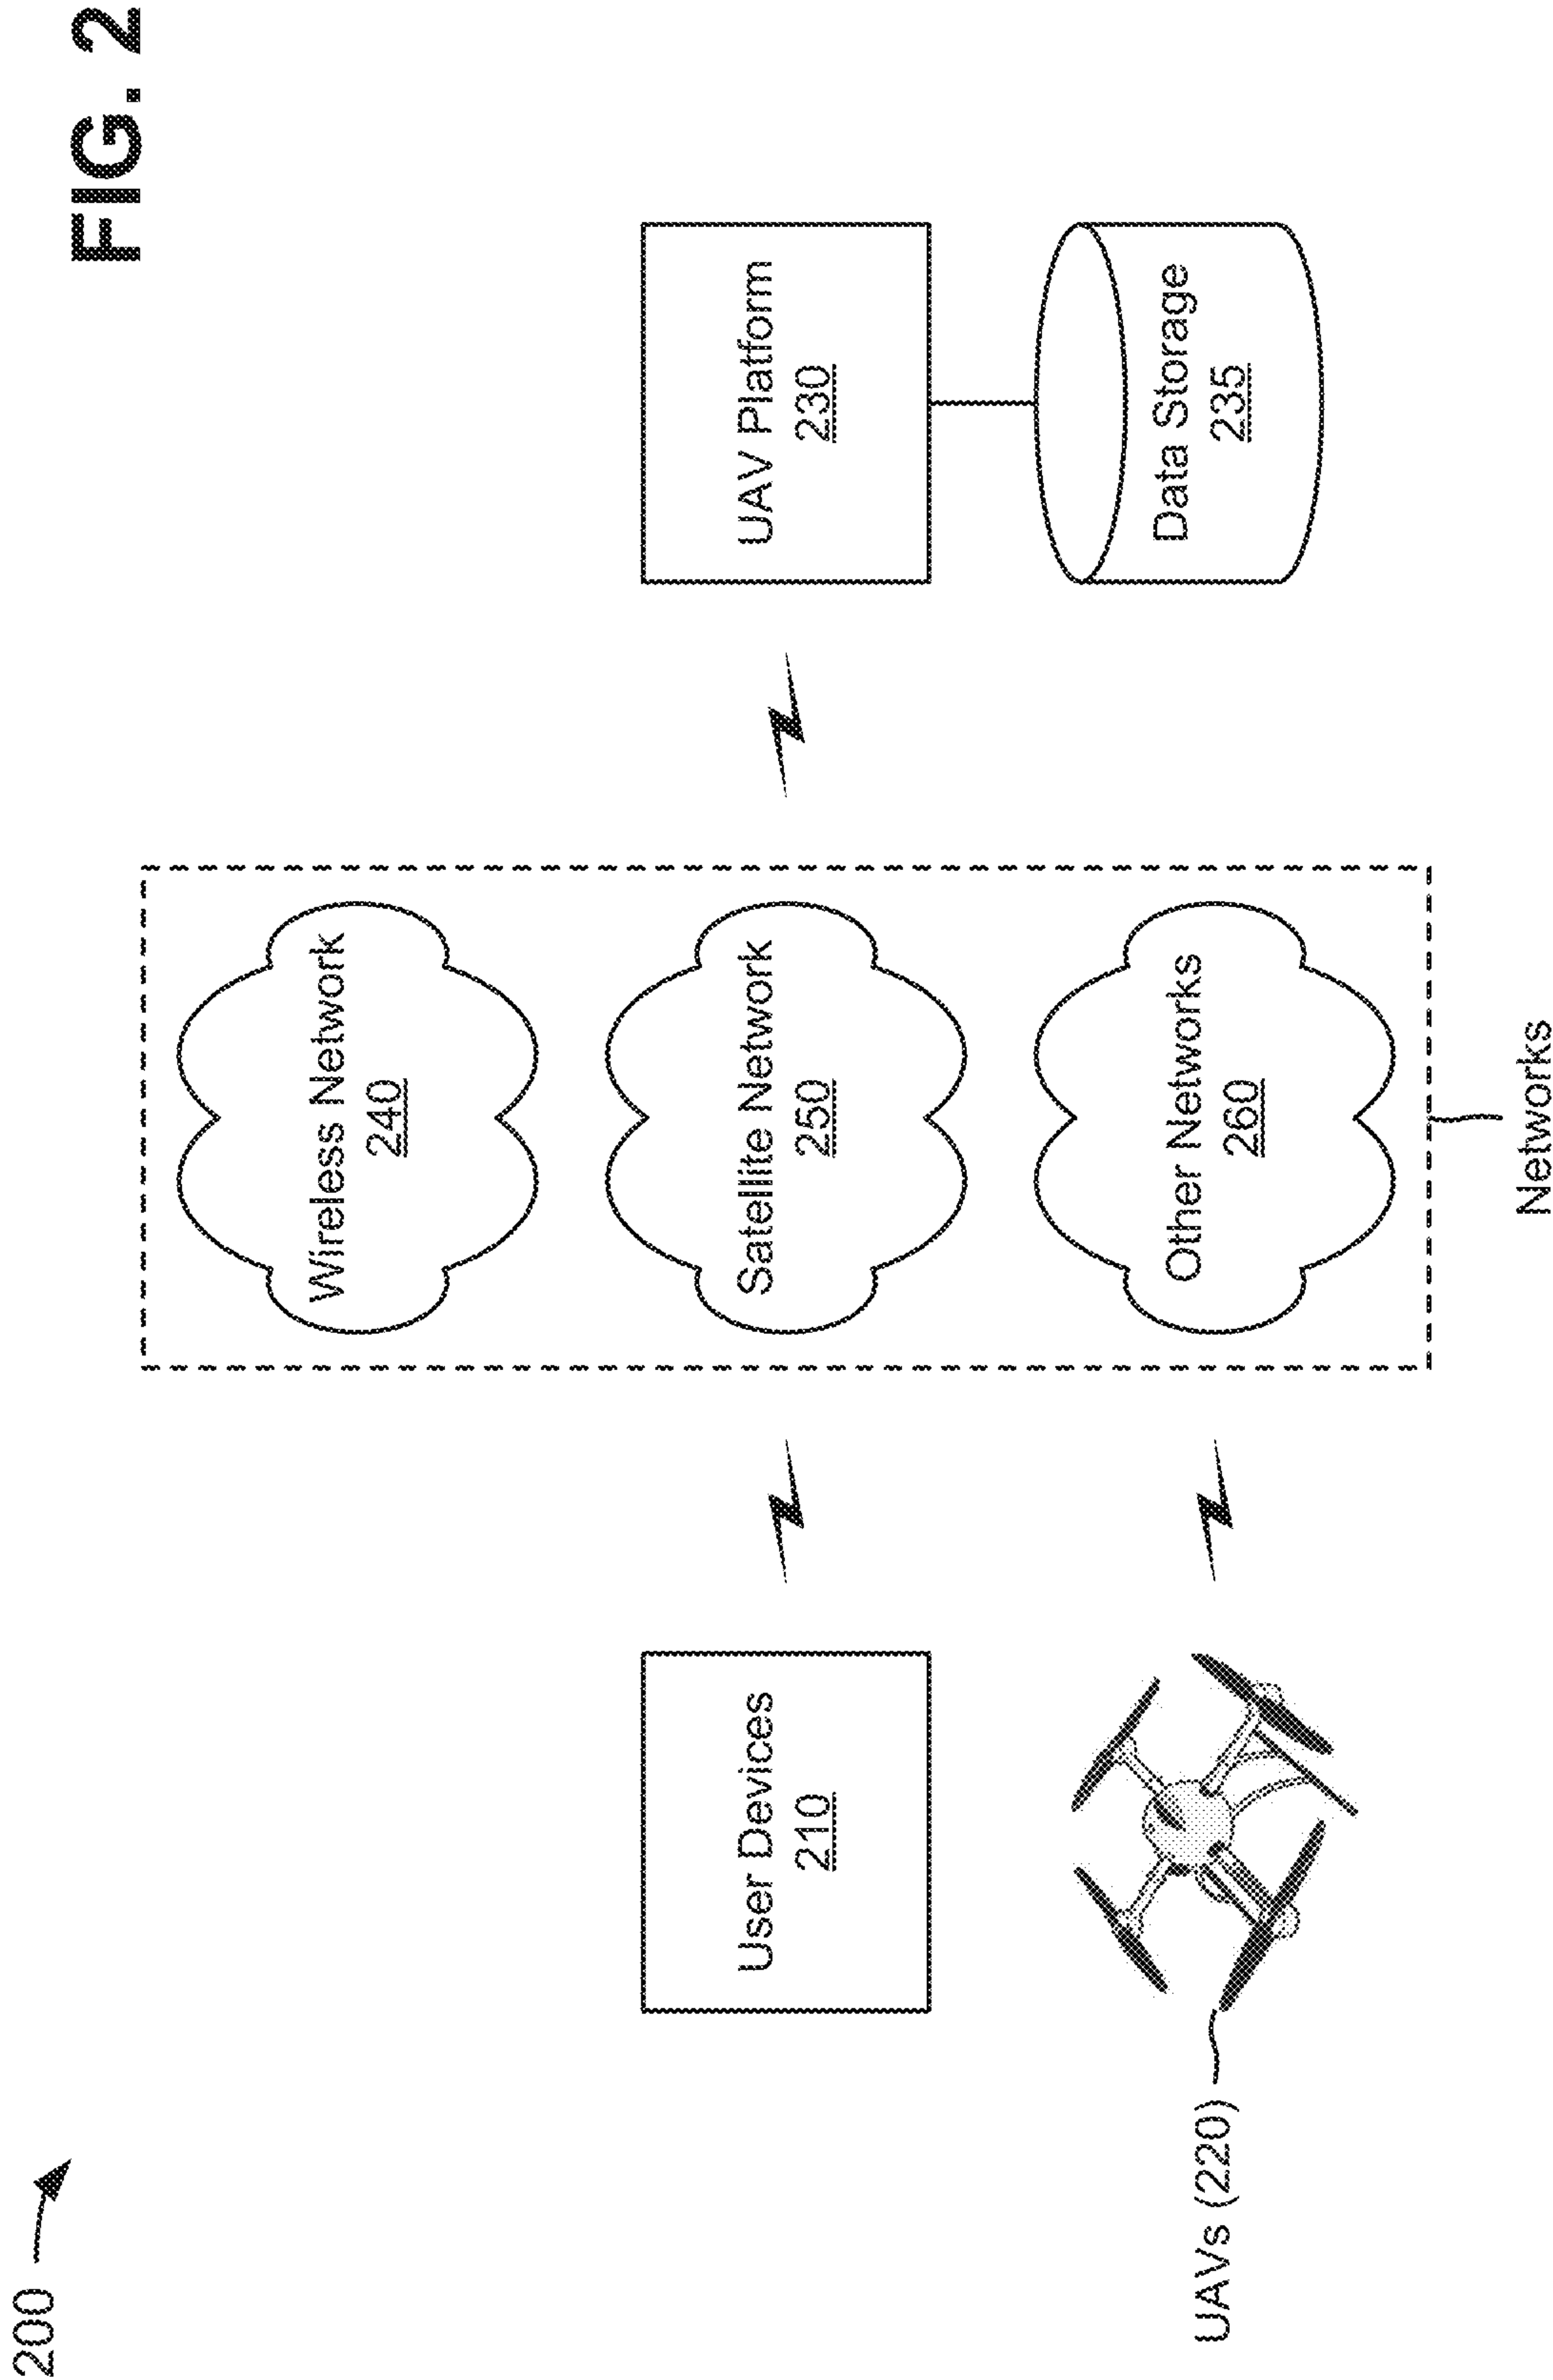 FIG. 2
200
Wireless Network
240
User Devices
210
Satellite Network
250
UAV Platform
230
UAVs (220)
Other Networks
260
Data Storage
235
Networks